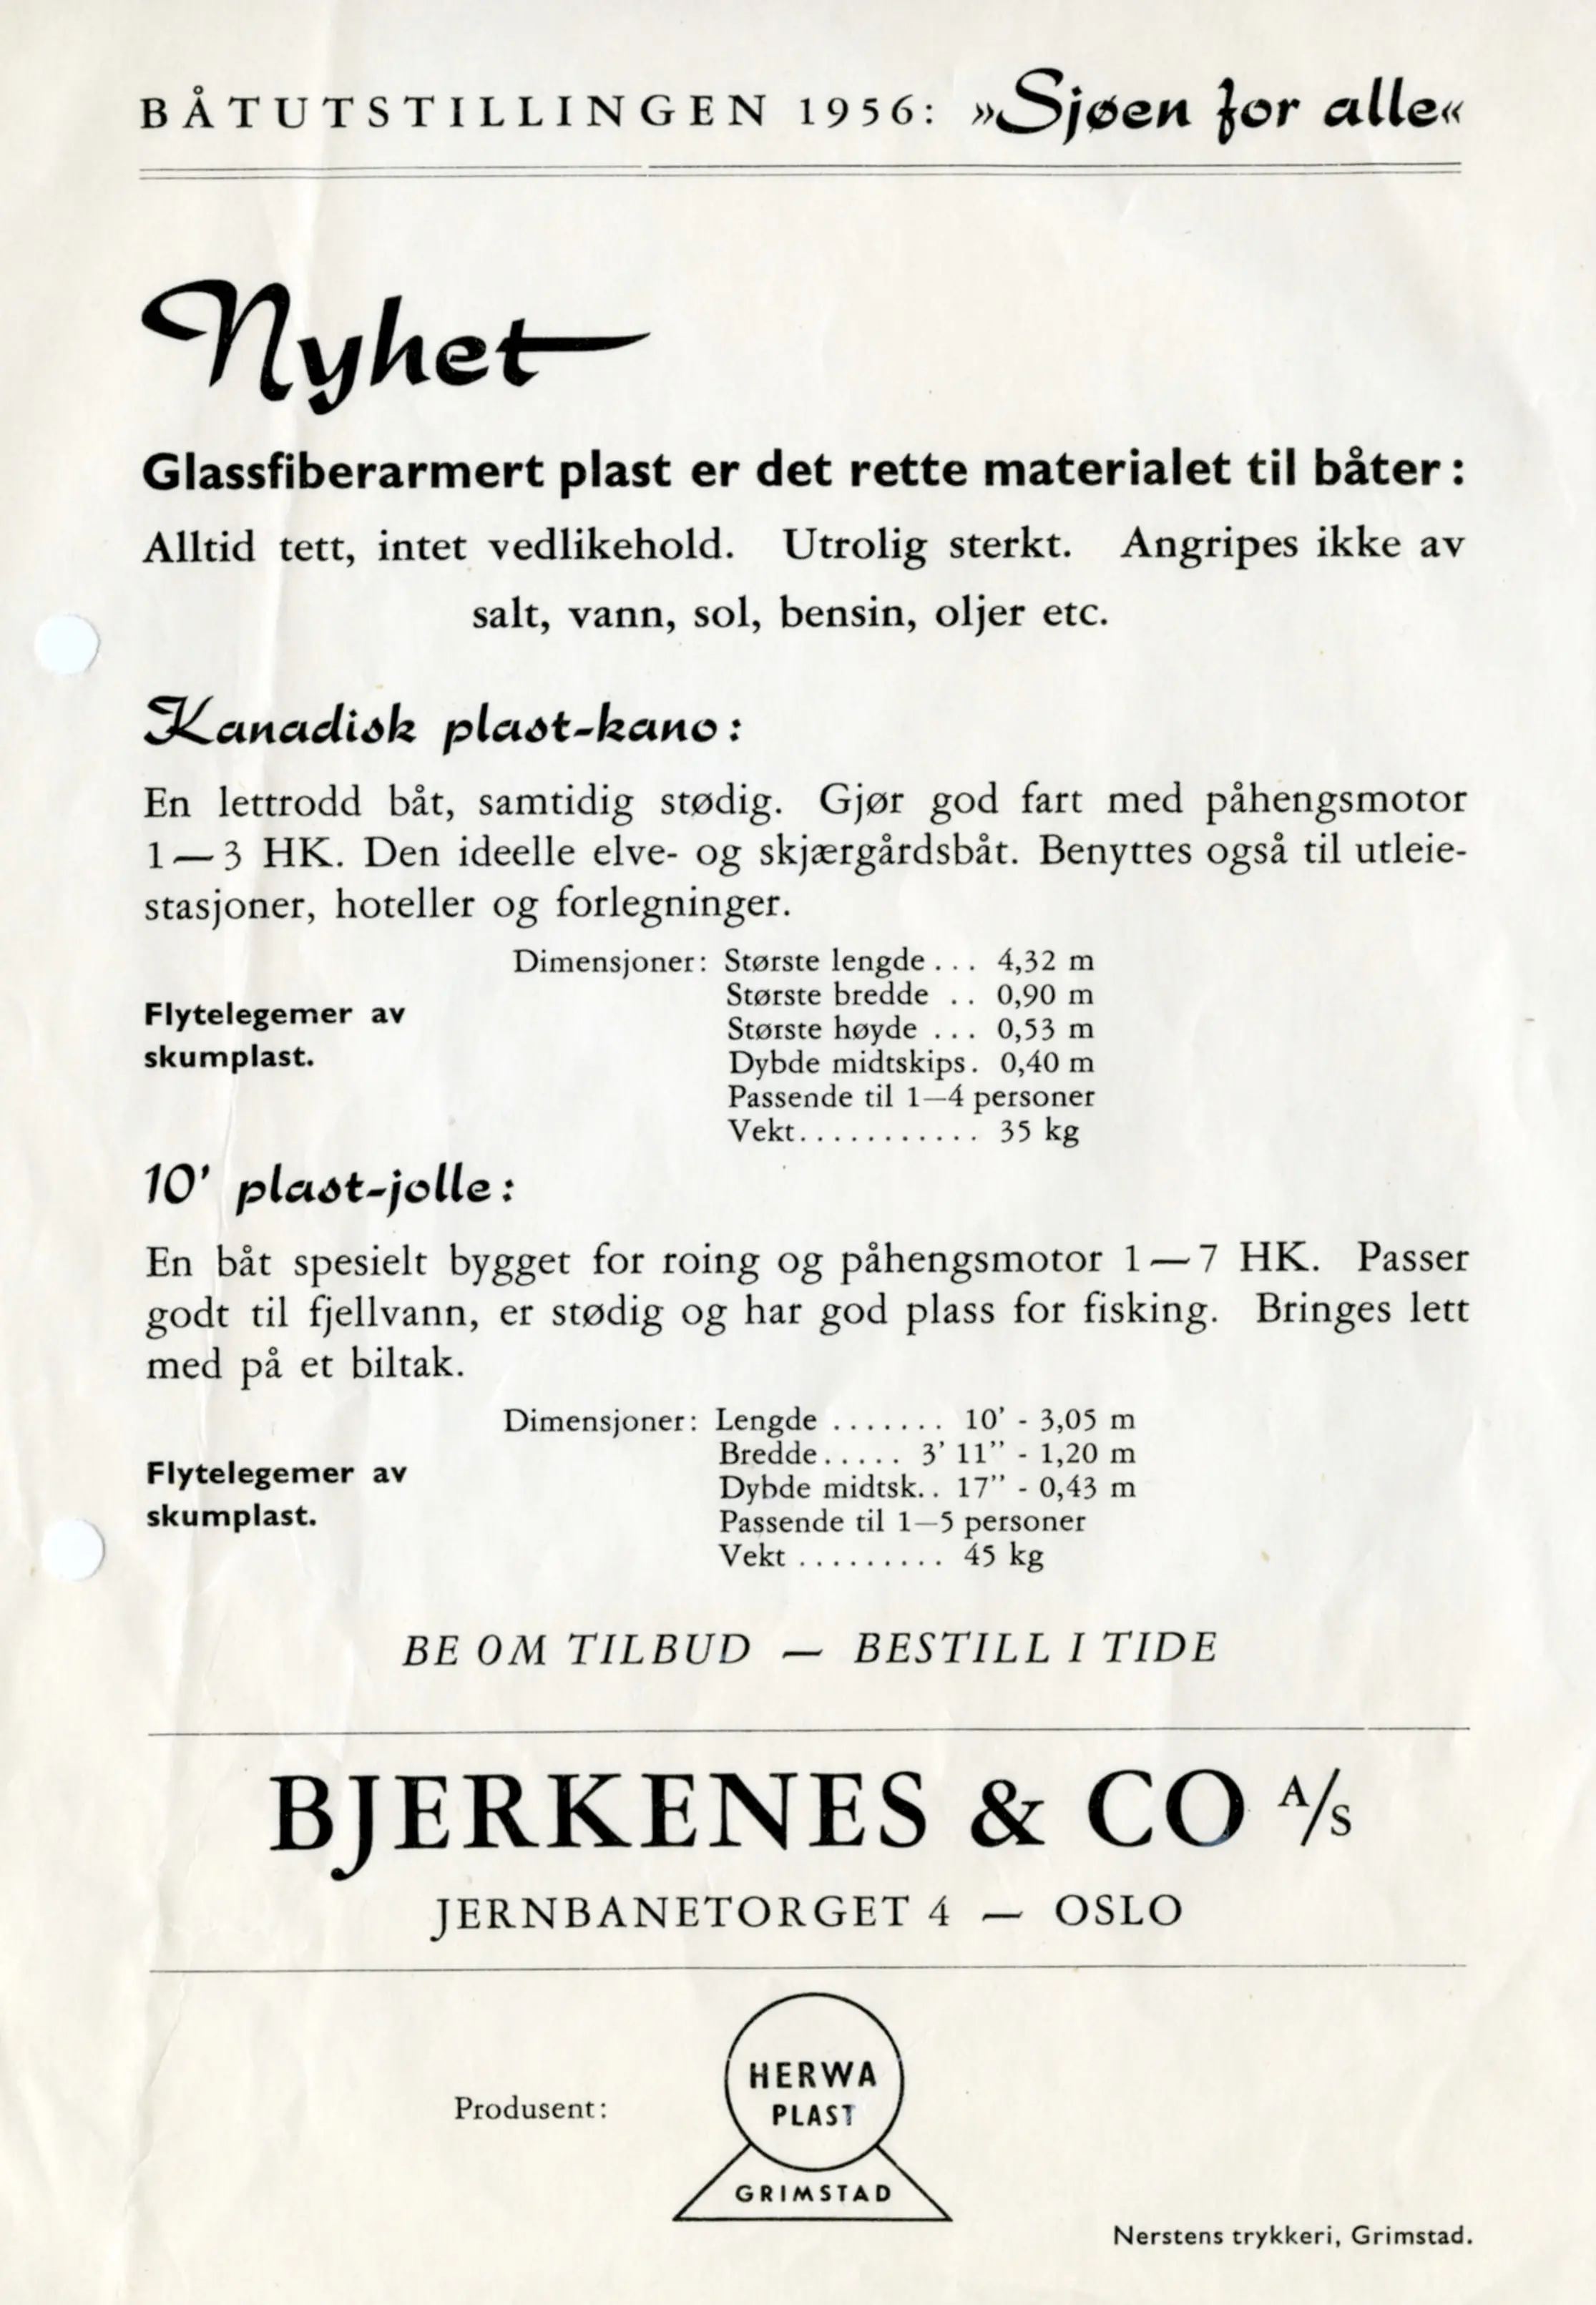 BÅTUTSTILLINGEN 1956: »Sjøen for alle«
Nyhet
Glassfiberarmert plast er det rette materialet til båter:
Alltid tett, intet vedlikehold. Utrolig sterkt. Angripes ikke av
salt, vann, sol, bensin, oljer etc.
Kanadisk plast-kano:
En lettrodd båt, samtidig stødig. Gjør god fart med påhengsmotor
1—3 HK. Den ideelle elve- og skjærgårdsbåt. Benyttes også til utleie-
stasjoner, hoteller og forlegninger.
Flytelegemer av
skumplast.
Dimensjoner: Største lengde... 4,32 m
Største bredde .. 0,90 m
Største høyde ... 0,53 m
Dybde midtskips. 0,40 m
Passende til 1—4 personer
Vekt........... 35 kg
10' plast-jolle:
En båt spesielt bygget for roing og påhengsmotor 1—7 HK. Passer
godt til fjellvann, er stødig og har god plass for fisking. Bringes lett
med på et biltak.
Flytelegemer av
skumplast.
Dimensjoner: Lengde ....... 10' - 3,05 m
Bredde..... 3' 11'' - 1,20 m
Dybde midtsk.. 17'' - 0,43 m
Passende til 1—5 personer
Vekt ......... 45 kg
BE OM TILBUD — BESTILL I TIDE
BJERKENES & CO A/S
JERNBANETORGET 4 — OSLO
Produsent:
HERWA
PLAST
GRIMSTAD
Nerstens trykkeri, Grimstad.